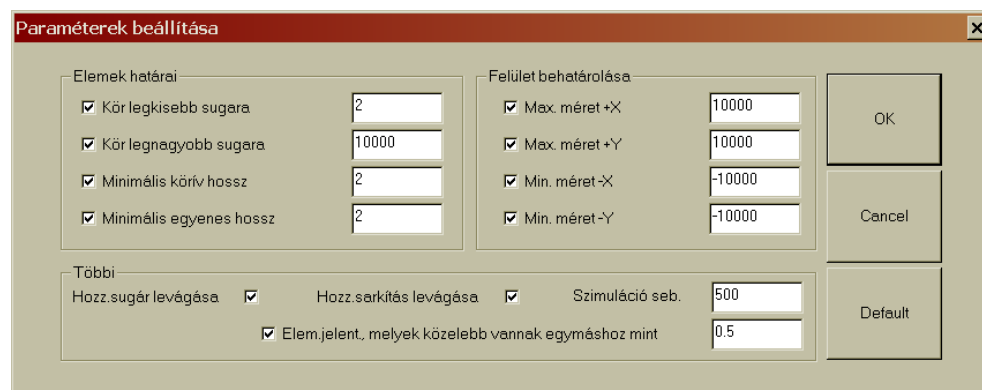 Paraméterek beállítása
Elemek határai
Kör legkisebb sugara 2
Kör legnagyobb sugara 10000
Minimális körív hossz 2
Minimális egyenes hossz 2
Felület behatárolása
Max. méret +X 10000
Max. méret +Y 10000
Min. méret -X -10000
Min. méret -Y -10000
Többi
Hozz.sugár levágása Hozz.sarkítás levágása Szimuláció seb. 500
Elem.jelent., melyek közelebb vannak egymáshoz mint 0.5
OK
Cancel
Default